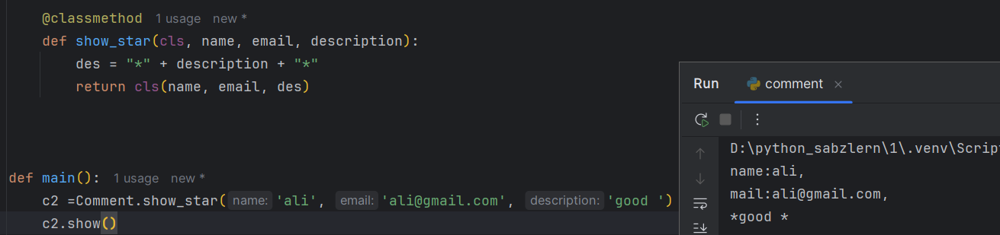 @classmethod 1 usage new *
def show_star(cls, name, email, description):
des = "*" + description + "*"
return cls(name, email, des)
def main(): 1 usage new *
c2 =Comment.show_star( name: 'ali', email: 'ali@gmail.com', description: 'good ')
c2.show()
Run comment ×
D:\python_sabzlern\1\.venv\Script
name:ali,
mail:ali@gmail.com,
*good *